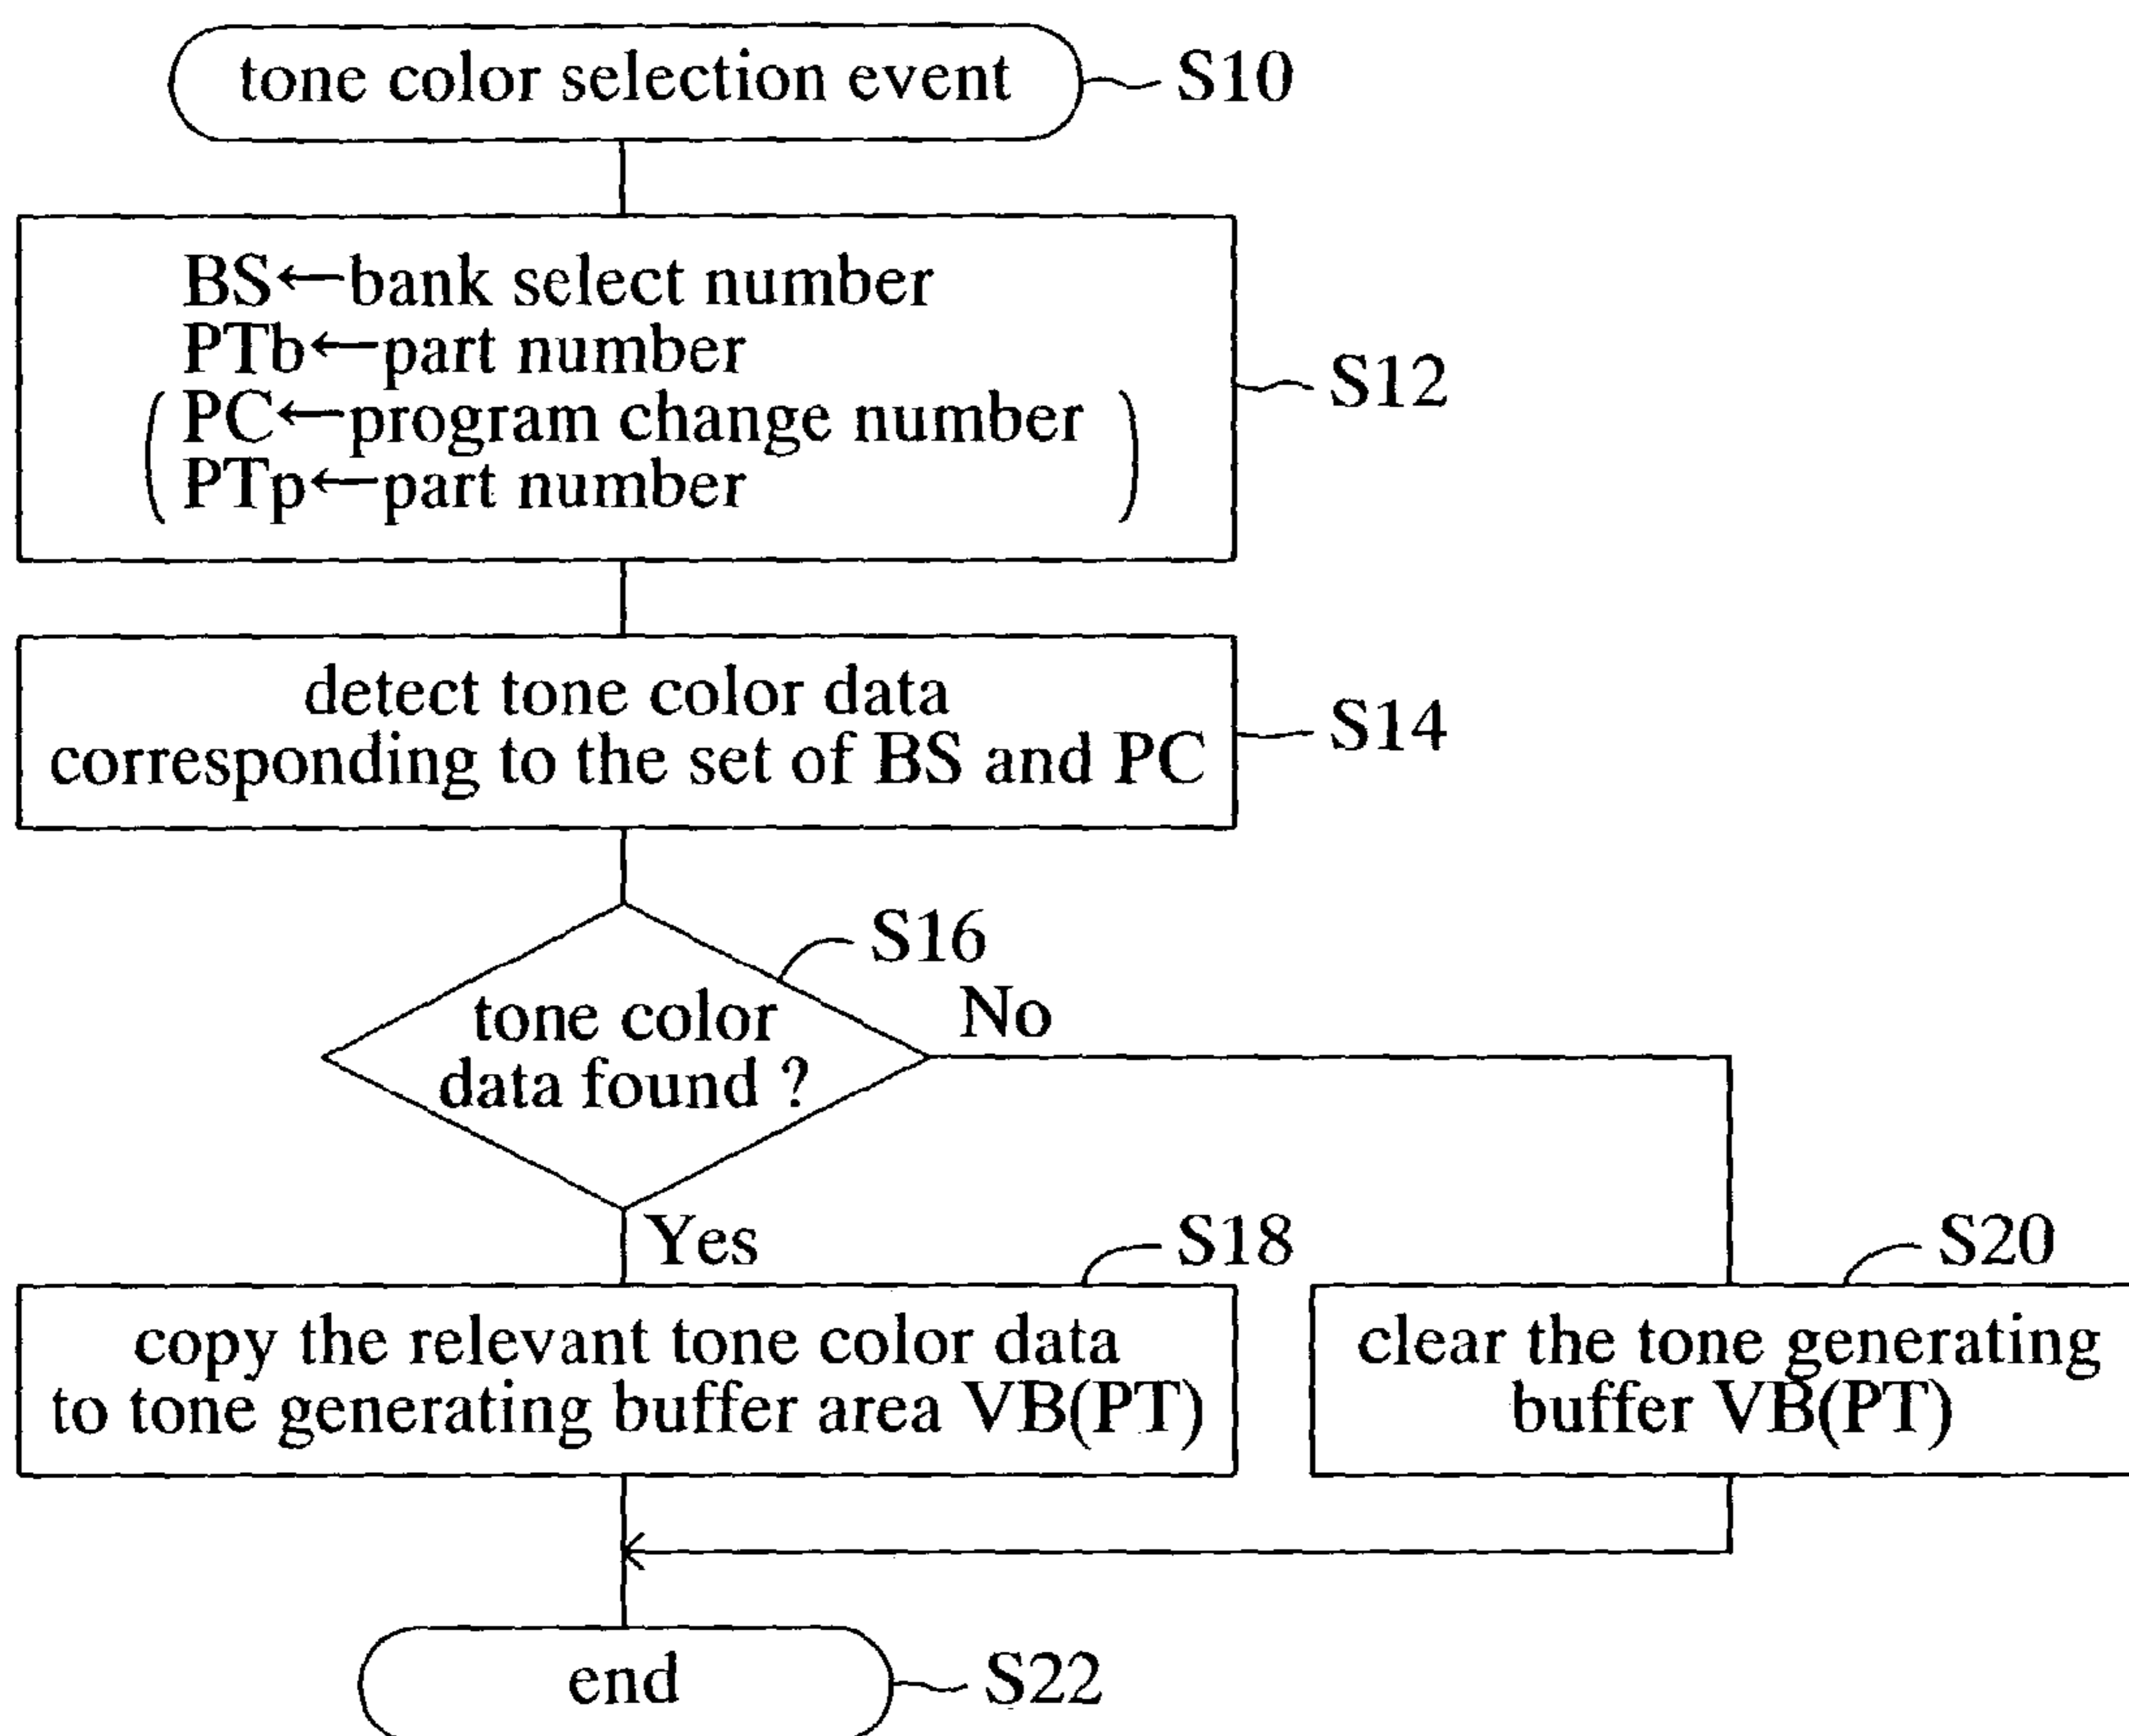 tone color selection event
S10
BS←bank select number
PTb←part number
(PC←program change number
PTp←part number)
S12
detect tone color data
corresponding to the set of BS and PC
S14
S16
tone color
data found ?
No
Yes
S18
copy the relevant tone color data
to tone generating buffer area VB(PT)
S20
clear the tone generating
buffer VB(PT)
end
S22